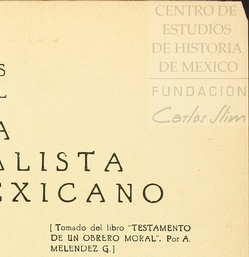 CENTRO DE
ESTUDIOS
DE HISTORIA
DE MEXICO
FUNDACIÓN
Carlos Slim
S
L
A
ALISTA
EXICANO
[ Tomado del libro "TESTAMENTO
DE UN OBRERO MORAL". Por A.
MELENDEZ G.]